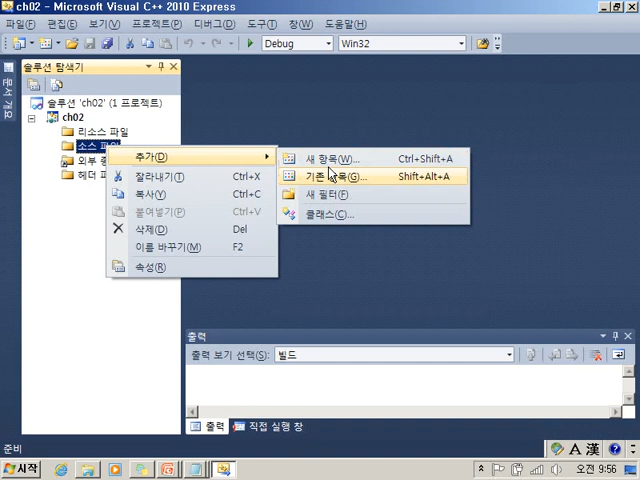 ch02 - Microsoft Visual C++ 2010 Express
파일(F) 편집(E) 보기(V) 프로젝트(P) 디버그(D) 도구(T) 창(W) 도움말(H)
Debug Win32
문서 개요
솔루션 탐색기
솔루션 'ch02' (1 프로젝트)
ch02
리소스 파일
소스 파
외부 종
헤더 파
추가(D)
잘라내기(T) Ctrl+X
복사(Y) Ctrl+C
붙여넣기(P) Ctrl+V
삭제(D) Del
이름 바꾸기(M) F2
속성(R)
새 항목(W)... Ctrl+Shift+A
기존 항목(G)... Shift+Alt+A
새 필터(F)
클래스(C)...
출력
출력 보기 선택(S): 빌드
출력 직접 실행 창
준비
A 漢
시작
오전 9:56